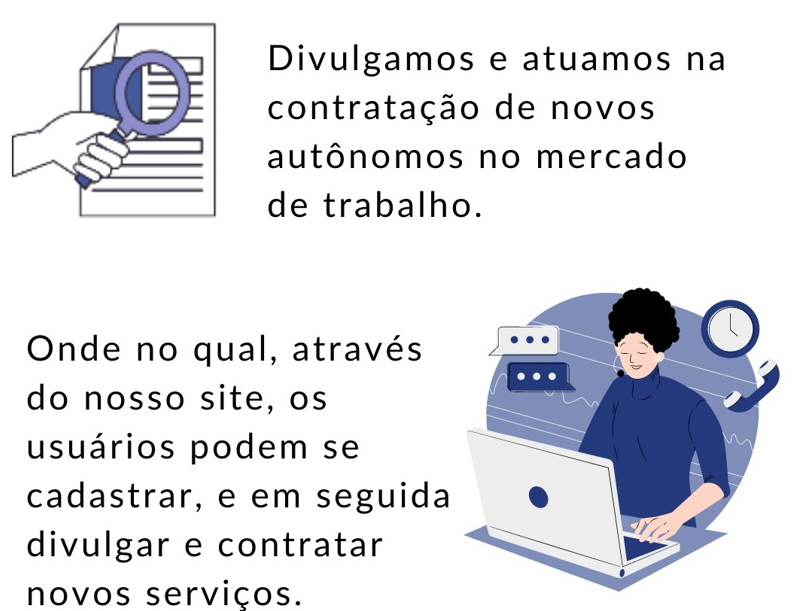 Divulgamos e atuamos na
contratação de novos
autônomos no mercado
de trabalho.
Onde no qual, através
do nosso site, os
usuários podem se
cadastrar, e em seguida
divulgar e contratar
novos serviços.